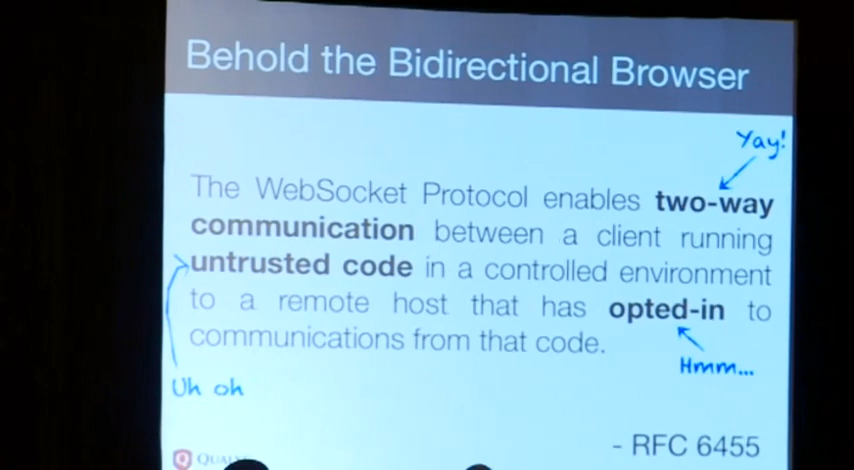 Behold the Bidirectional Browser
Yay!
The WebSocket Protocol enables two-way
communication between a client running
untrusted code in a controlled environment
to a remote host that has opted-in to
communications from that code.
Hmm...
Uh oh
- RFC 6455